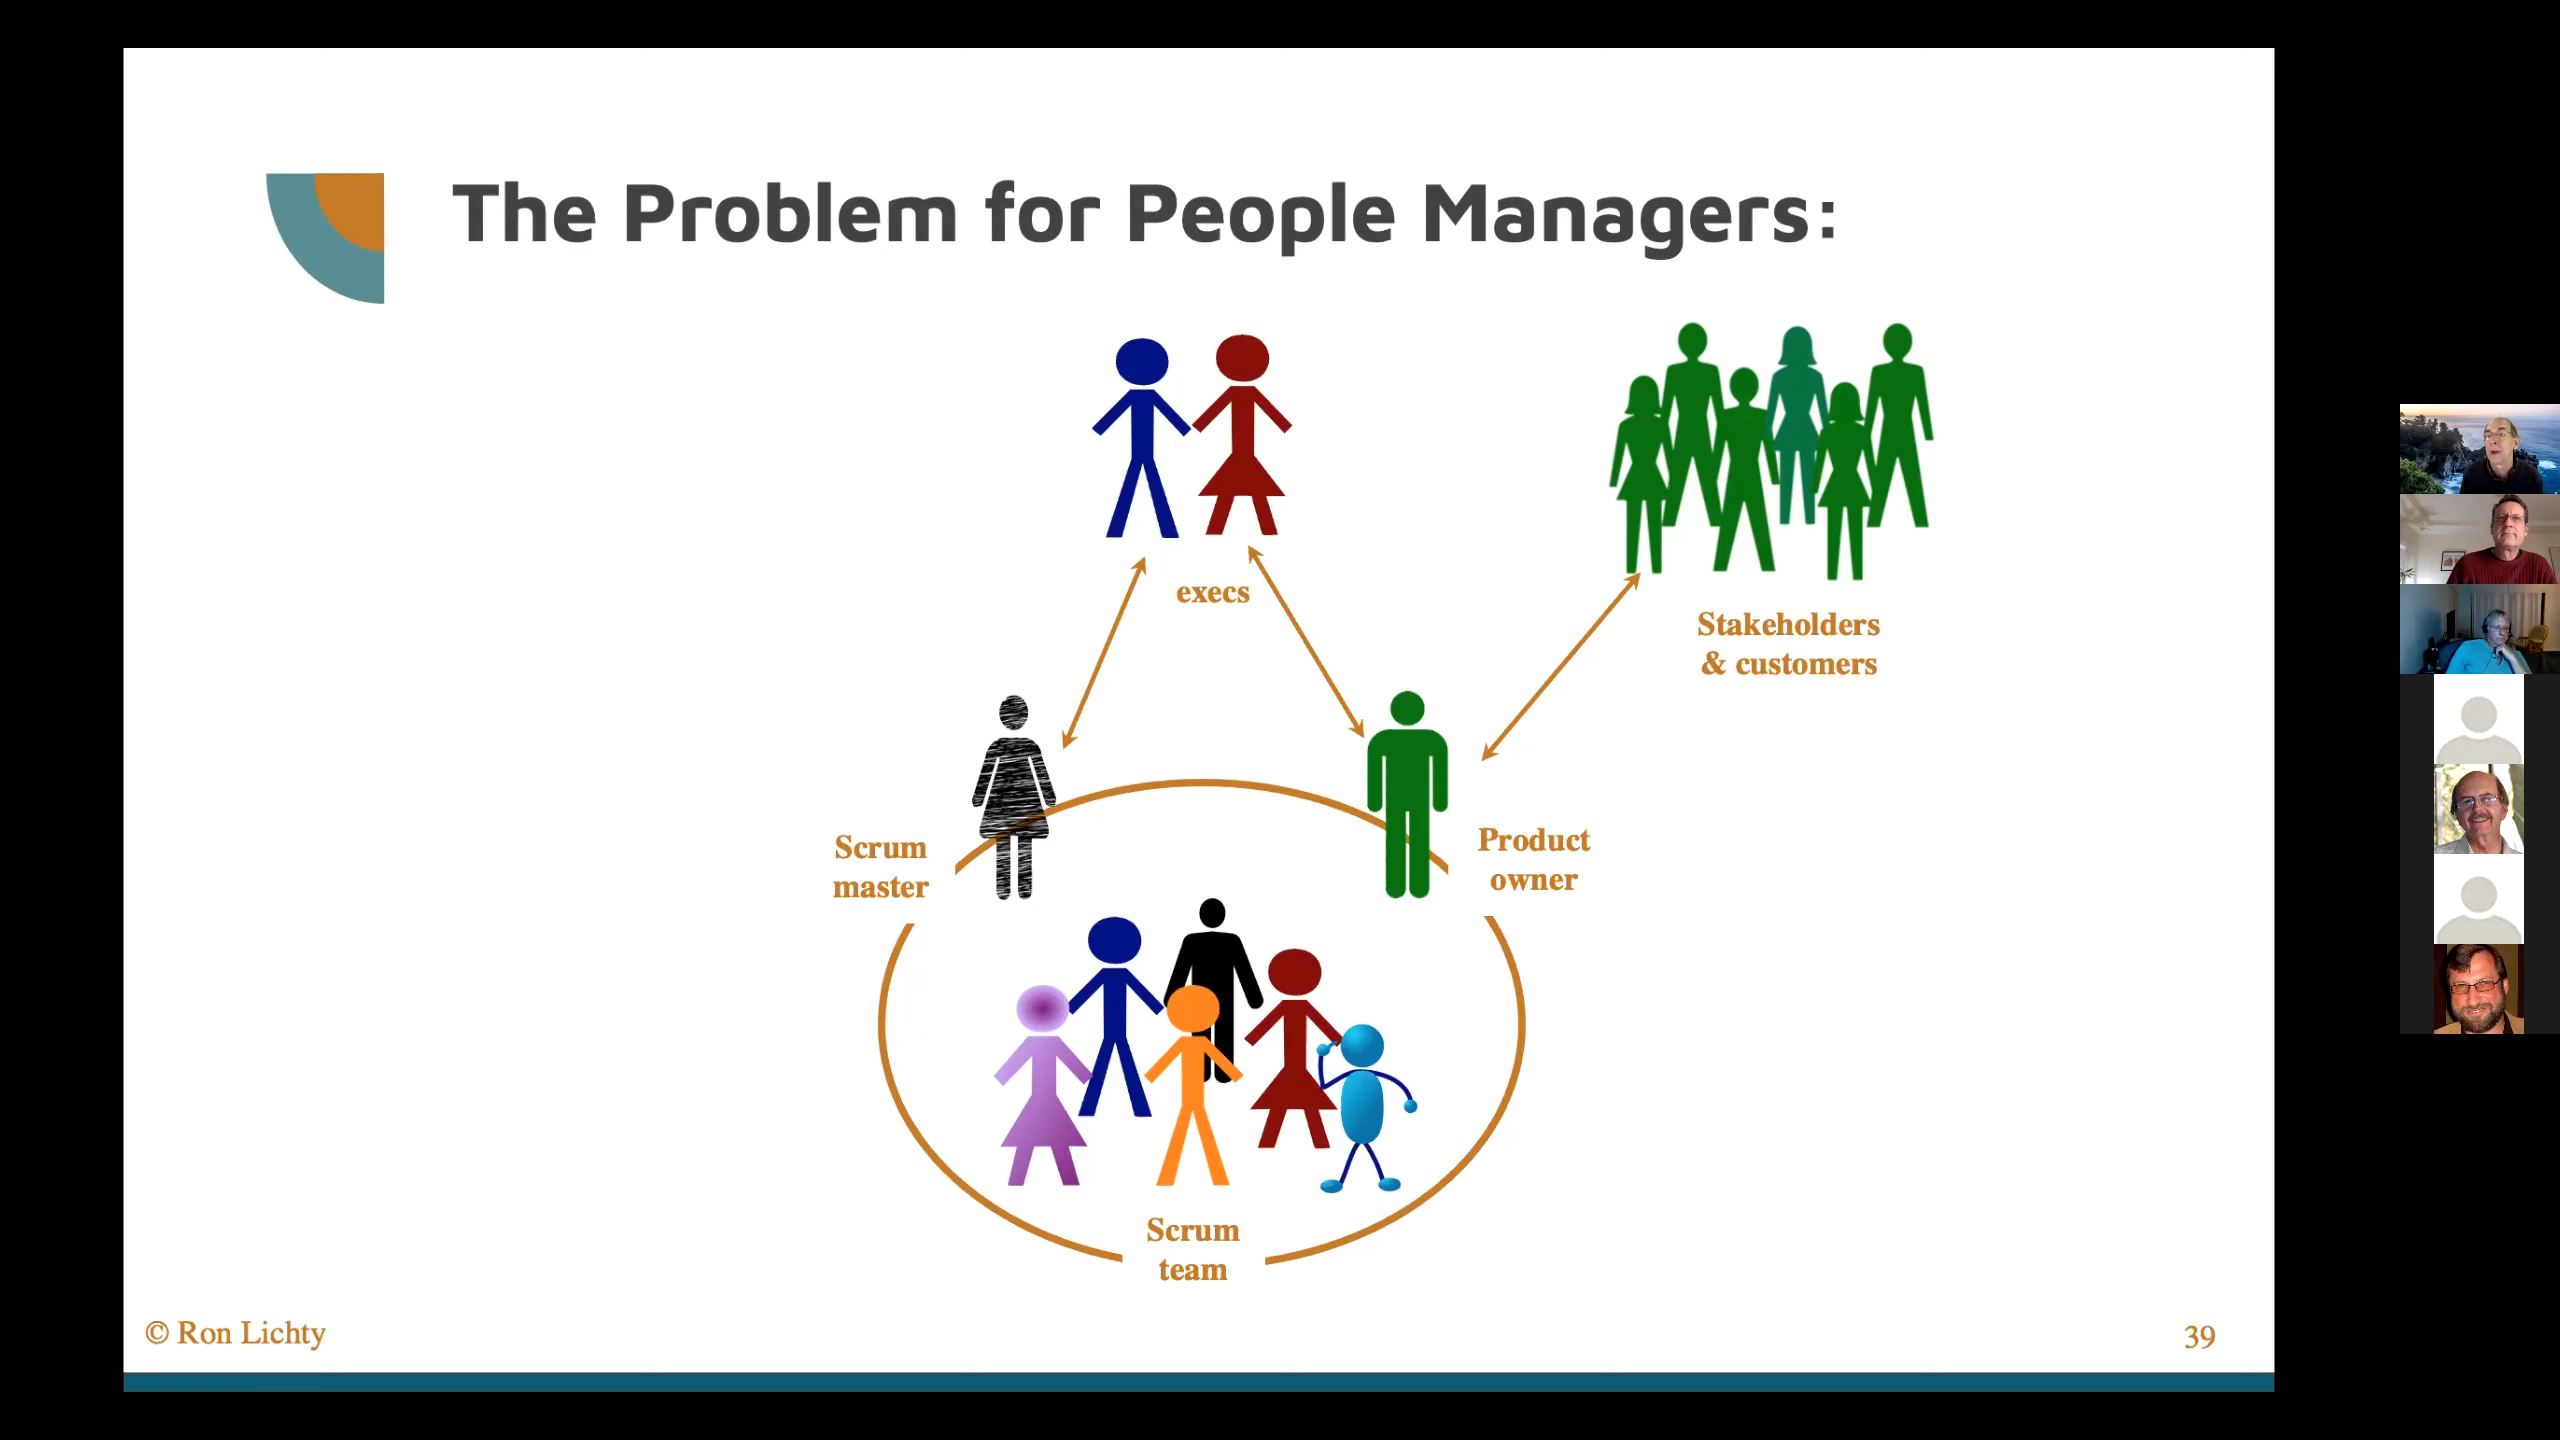 The Problem for People Managers:
execs
Stakeholders
& customers
Scrum
master
Product
owner
Scrum
team
© Ron Lichty
39